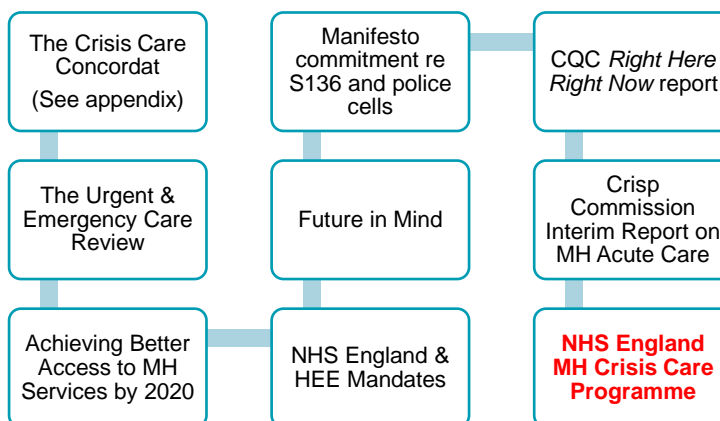 The Crisis Care
Concordat
(See appendix)
The Urgent &
Emergency Care
Review
Achieving Better
Access to MH
Services by 2020
NHS England &
HEE Mandates
Future in Mind
Manifesto
commitment re
S136 and police
cells
CQC Right Here
Right Now report
Crisp
Commission
Interim Report on
MH Acute Care
NHS England
MH Crisis Care
Programme